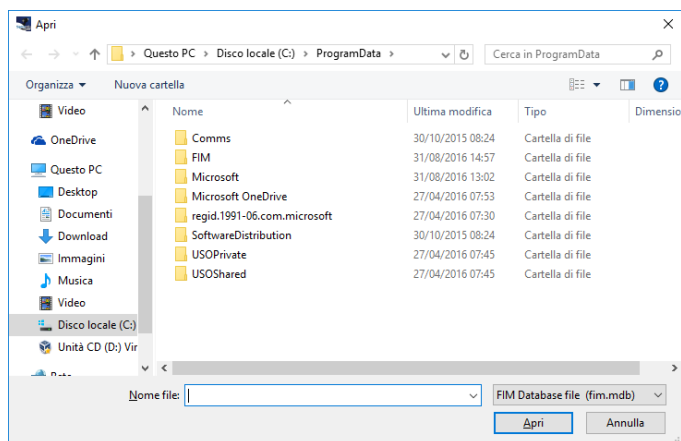 Apri
Questo PC > Disco locale (C:) > ProgramData >
Cerca in ProgramData
Organizza
Nuova cartella
Video
OneDrive
Questo PC
Desktop
Documenti
Download
Immagini
Musica
Video
Disco locale (C:)
Unità CD (D:) Vir
Nome Ultima modifica Tipo Dimensio
Comms 30/10/2015 08:24 Cartella di file
FIM 31/08/2016 14:57 Cartella di file
Microsoft 31/08/2016 13:02 Cartella di file
Microsoft OneDrive 27/04/2016 07:53 Cartella di file
regid.1991-06.com.microsoft 27/04/2016 07:30 Cartella di file
SoftwareDistribution 30/10/2015 08:24 Cartella di file
USOPrivate 27/04/2016 07:45 Cartella di file
USOShared 27/04/2016 07:45 Cartella di file
Nome file:
FIM Database file (fim.mdb)
Apri
Annulla